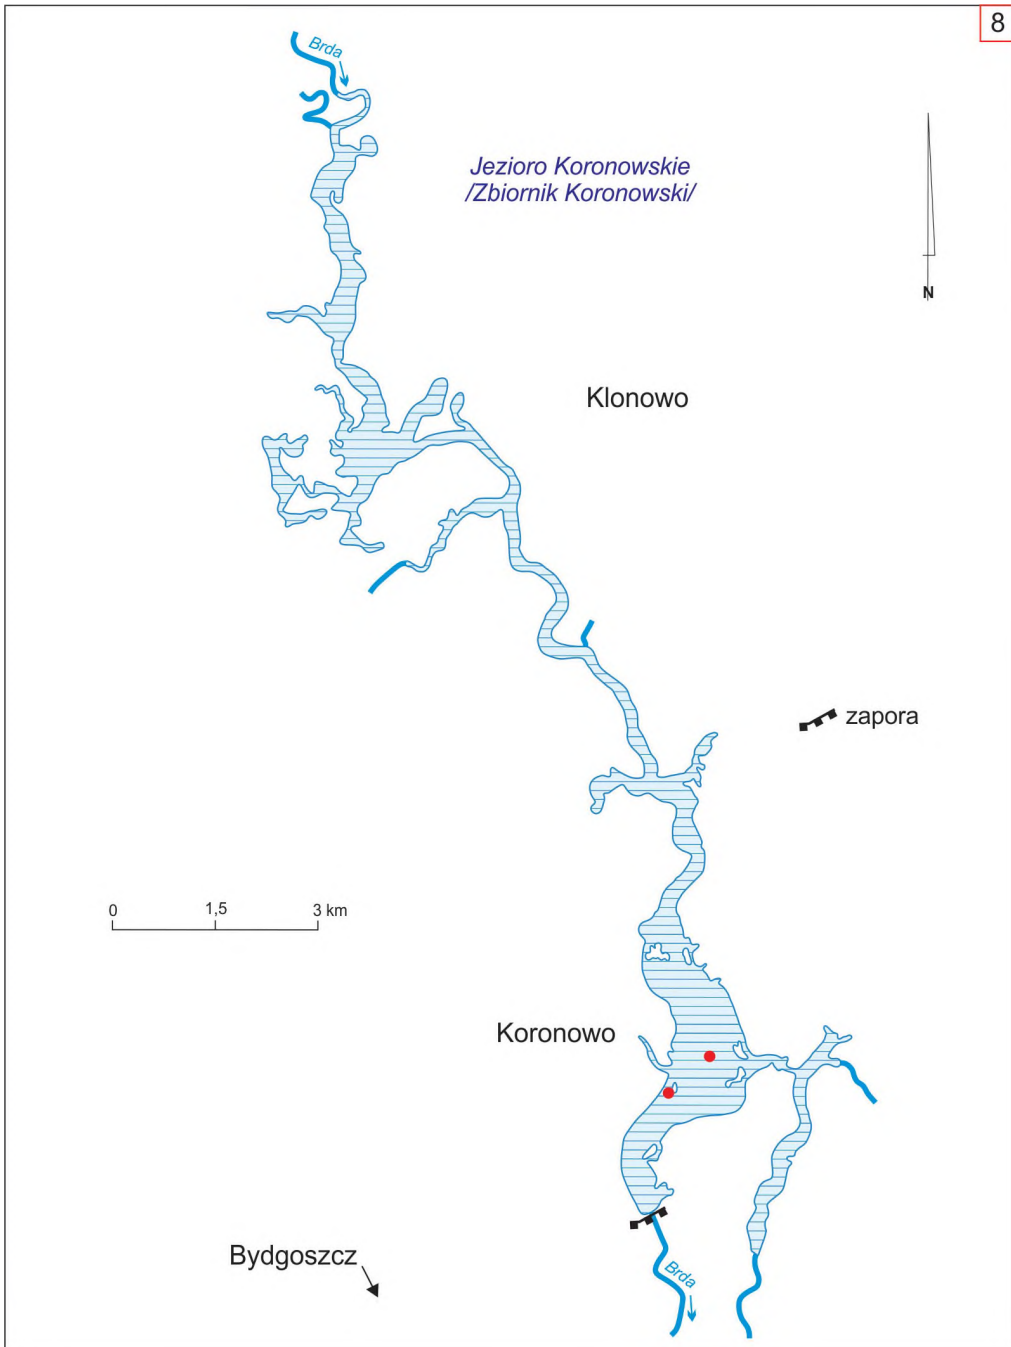 8
Brda
Jezioro Koronowskie
/Zbiornik Koronowski/
N
Klonowo
zapora
0 1,5 3 km
Koronowo
Bydgoszcz
Brda